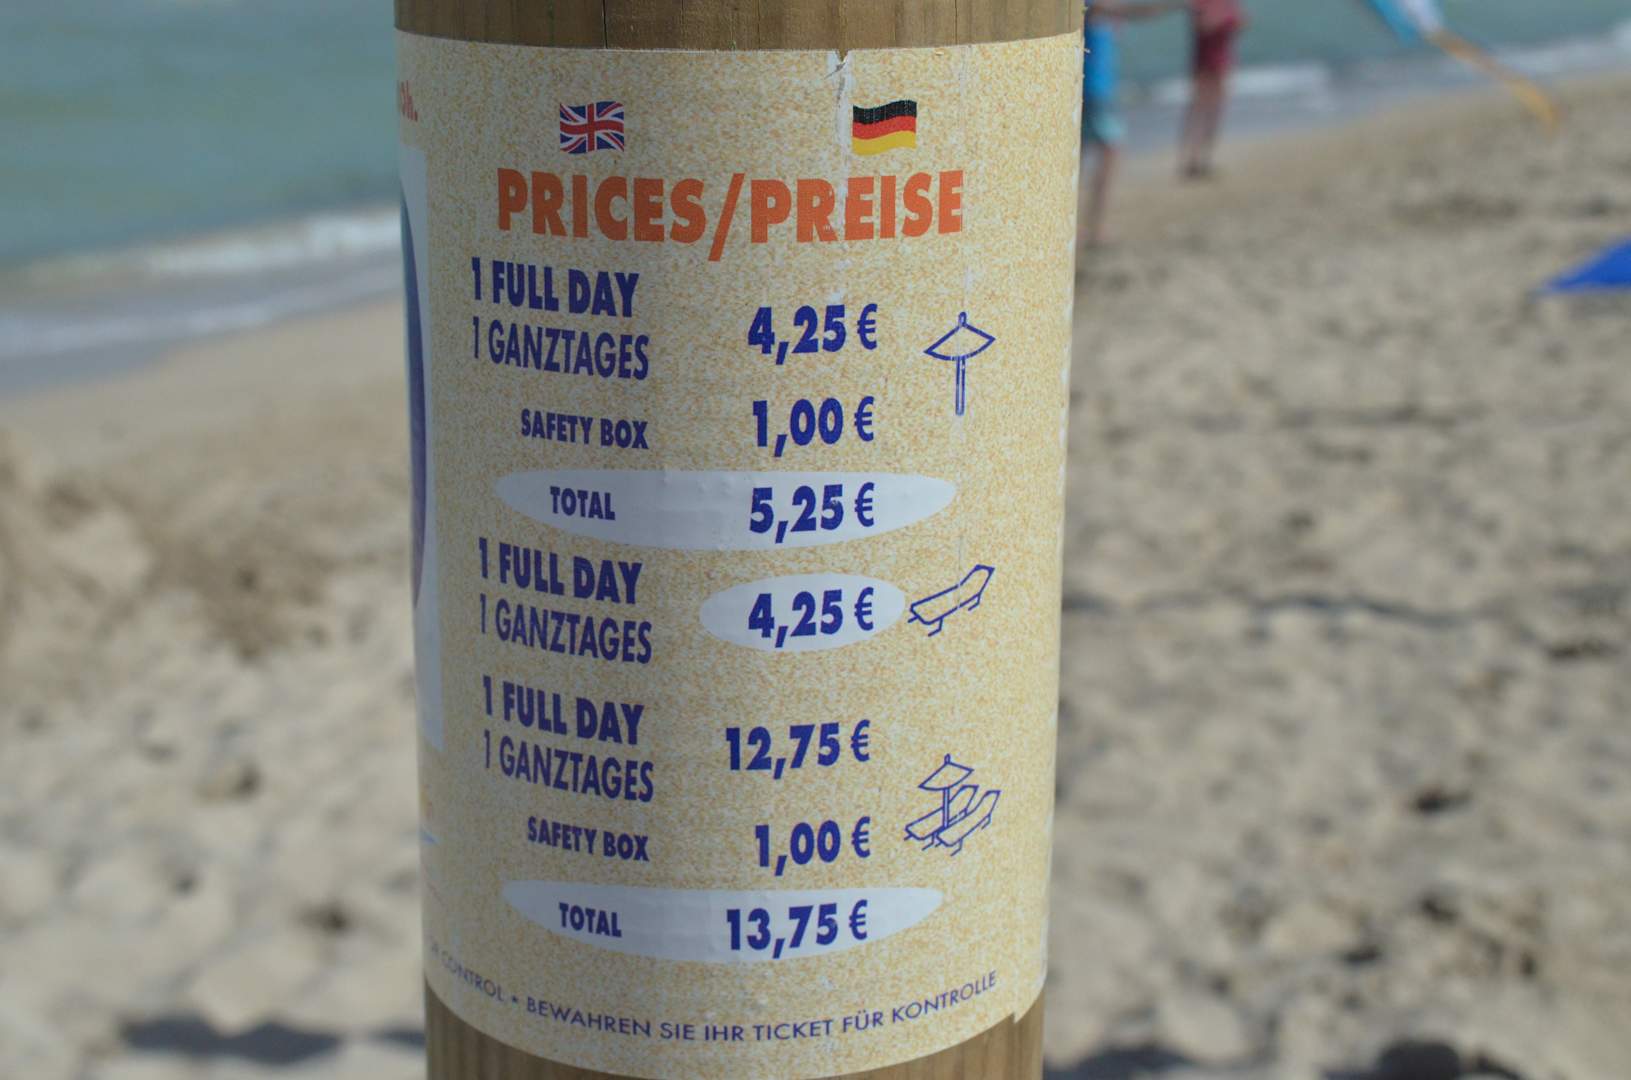 PRICES/PREISE
1 FULL DAY
1 GANZTAGES
4,25 €
SAFETY BOX 1,00 €
TOTAL 5,25 €
1 FULL DAY
1 GANZTAGES
4,25 €
1 FULL DAY
1 GANZTAGES
12,75 €
SAFETY BOX 1,00 €
TOTAL 13,75 €
CONTROL • BEWAHREN SIE IHR TICKET FÜR KONTROLLE